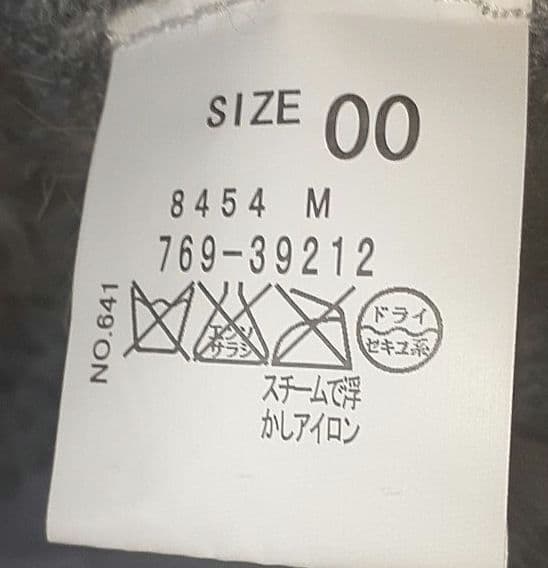 SIZE 00
8454 M
769-39212
NO.641
エンソ
サラシ
ドライ
セキユ系
スチームで浮
かしアイロン